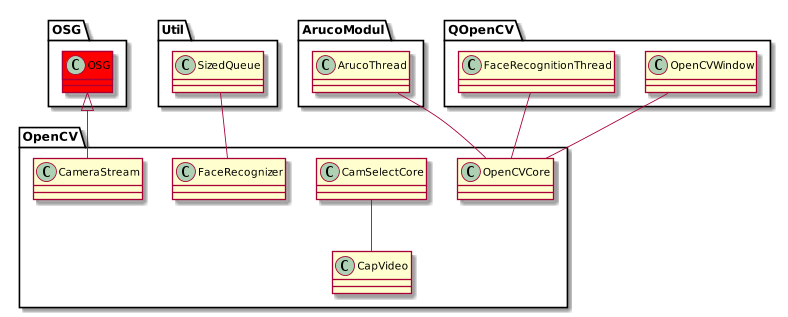 OSG
Util
ArucoModul
QOpenCV
C OSG
C SizedQueue
C ArucoThread
C FaceRecognitionThread
C OpenCVWindow
OpenCV
C CameraStream
C FaceRecognizer
C CamSelectCore
C OpenCVCore
C CapVideo